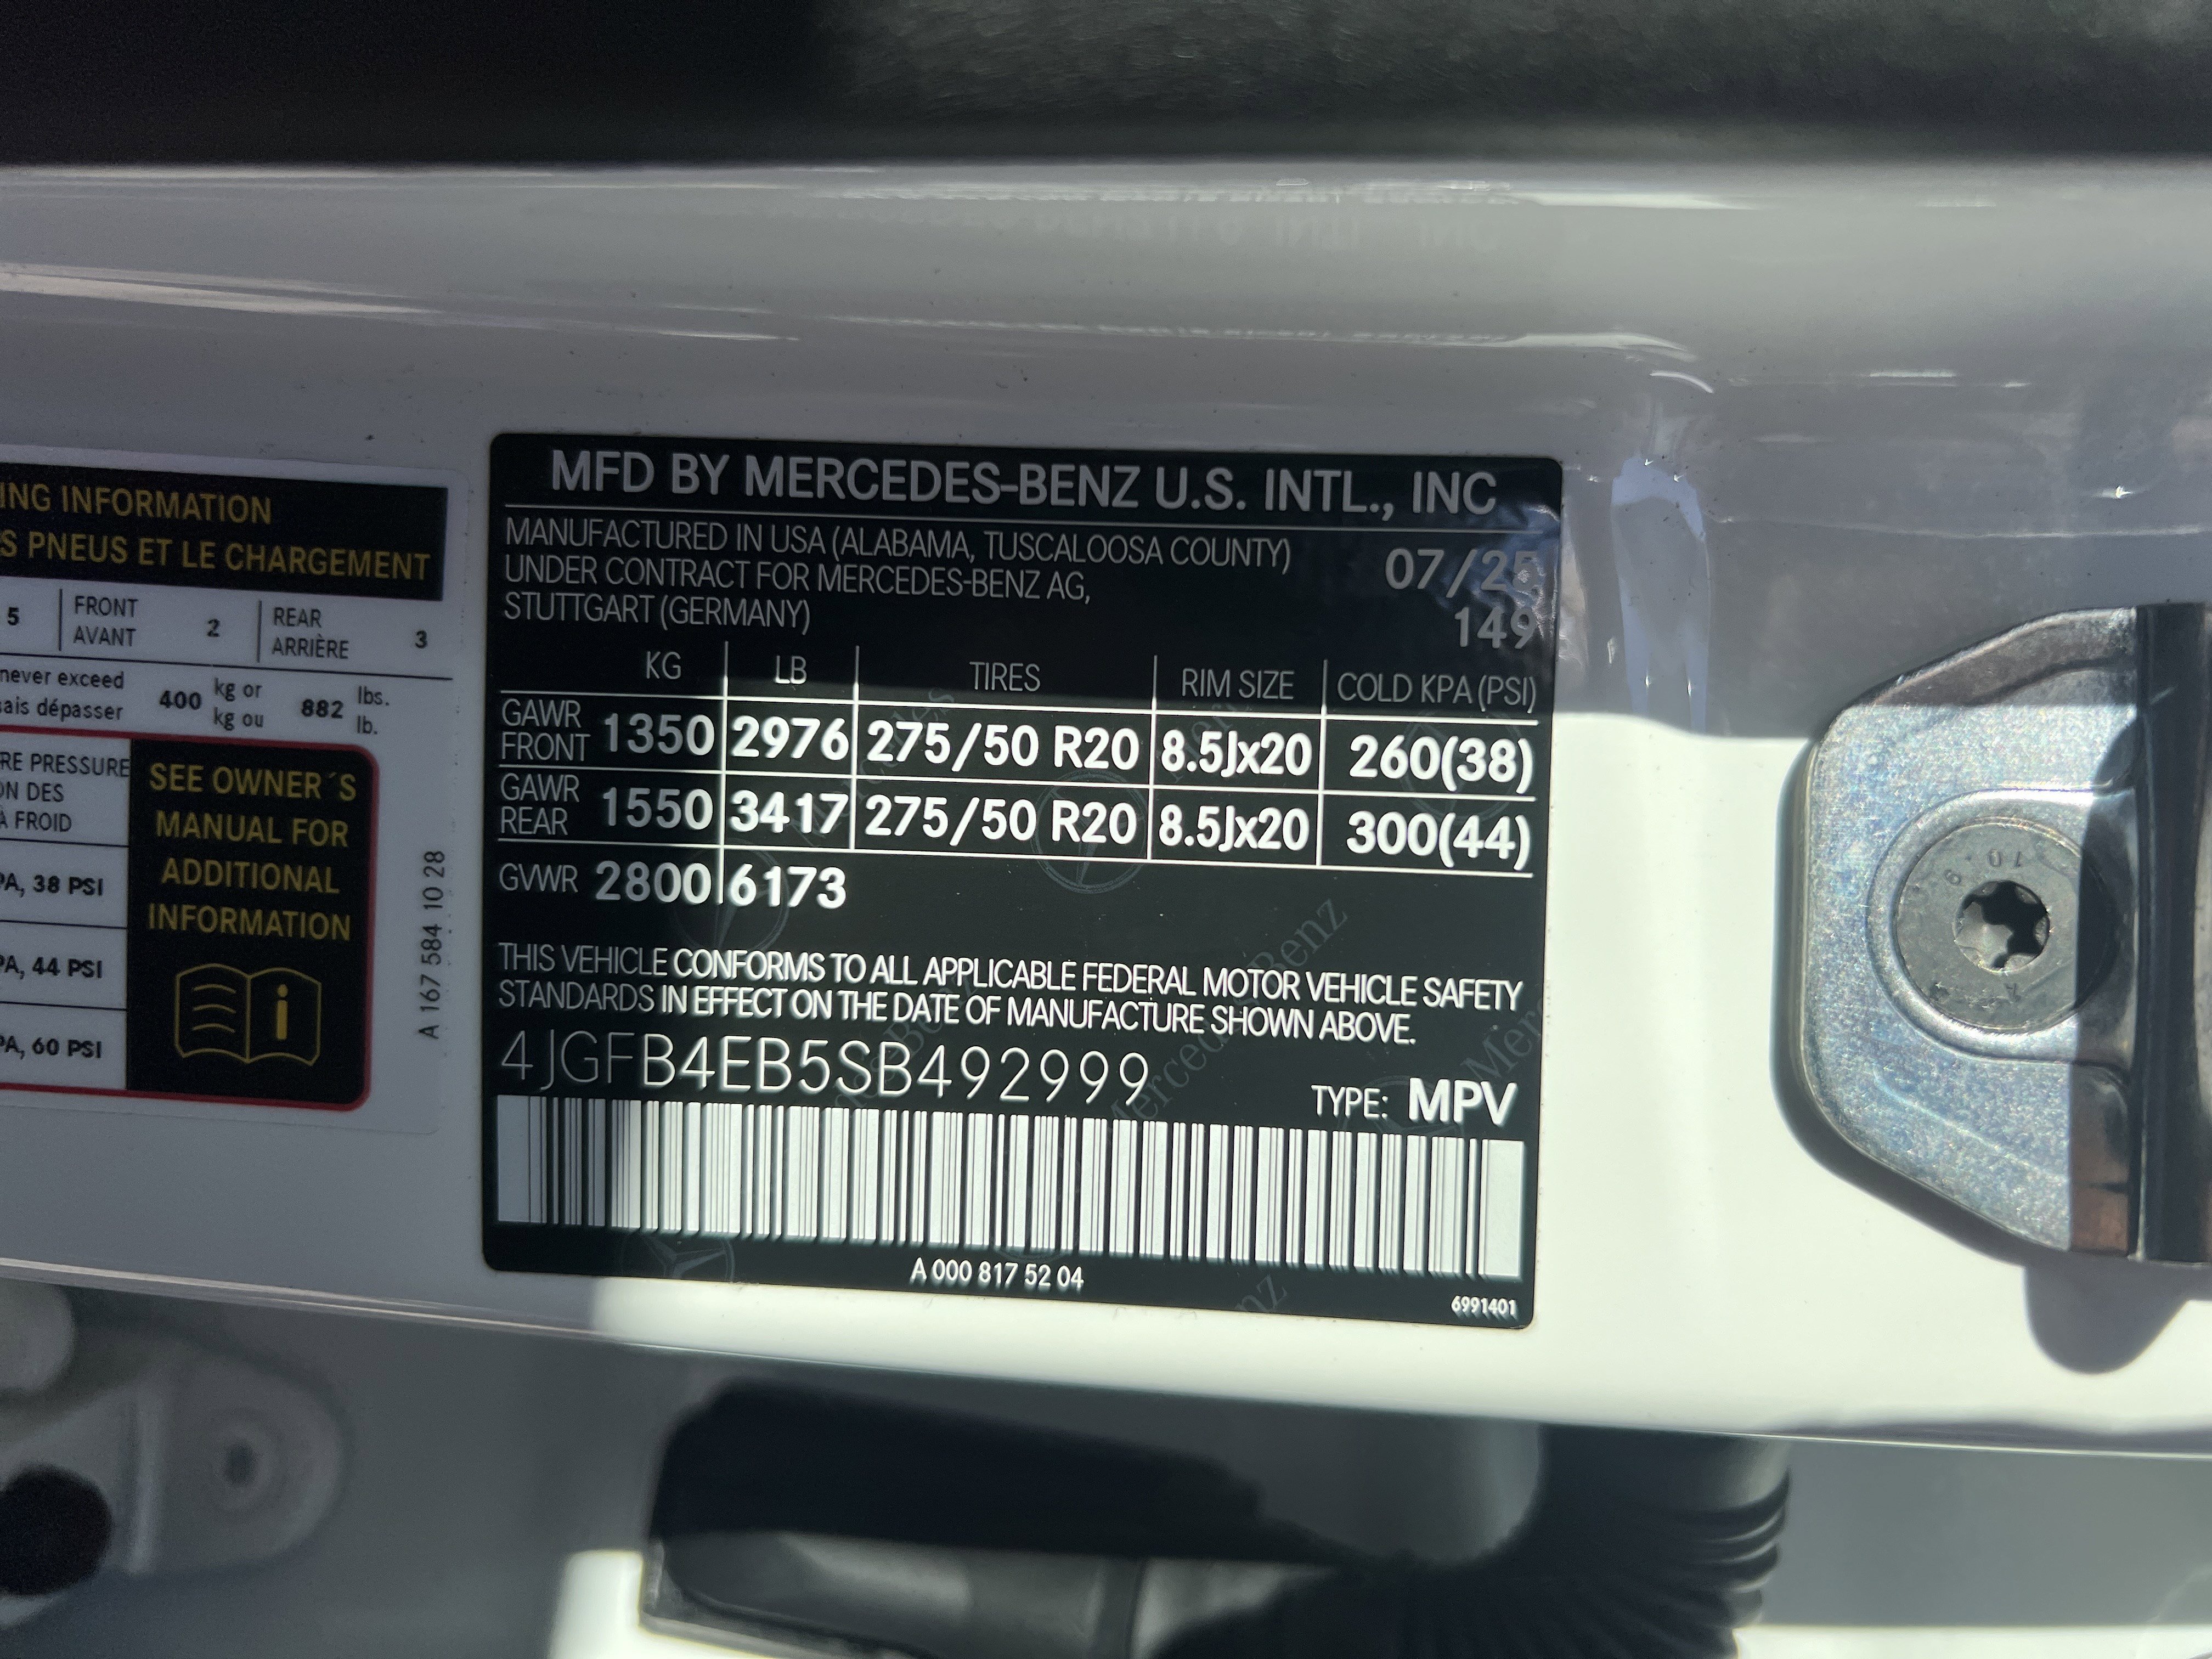 ING INFORMATION
S PNEUS ET LE CHARGEMENT
5 FRONT AVANT 2 REAR ARRIÈRE 3
never exceed
ais dépasser 400 kg or kg ou 882 lbs. lb.
RE PRESSURE
ON DES
À FROID
PA, 38 PSI
PA, 44 PSI
PA, 60 PSI
SEE OWNER´S
MANUAL FOR
ADDITIONAL
INFORMATION
A 167 584 10 28
MFD BY MERCEDES-BENZ U.S. INTL., INC
MANUFACTURED IN USA (ALABAMA, TUSCALOOSA COUNTY)
UNDER CONTRACT FOR MERCEDES-BENZ AG,
STUTTGART (GERMANY)
07/25
149
KG LB TIRES RIM SIZE COLD KPA (PSI)
GAWR FRONT 1350 2976 275/50 R20 8.5Jx20 260(38)
GAWR REAR 1550 3417 275/50 R20 8.5Jx20 300(44)
GVWR 2800 6173
THIS VEHICLE CONFORMS TO ALL APPLICABLE FEDERAL MOTOR VEHICLE SAFETY
STANDARDS IN EFFECT ON THE DATE OF MANUFACTURE SHOWN ABOVE.
4JGFB4EB5SB492999
TYPE: MPV
A 000 817 52 04
6991401